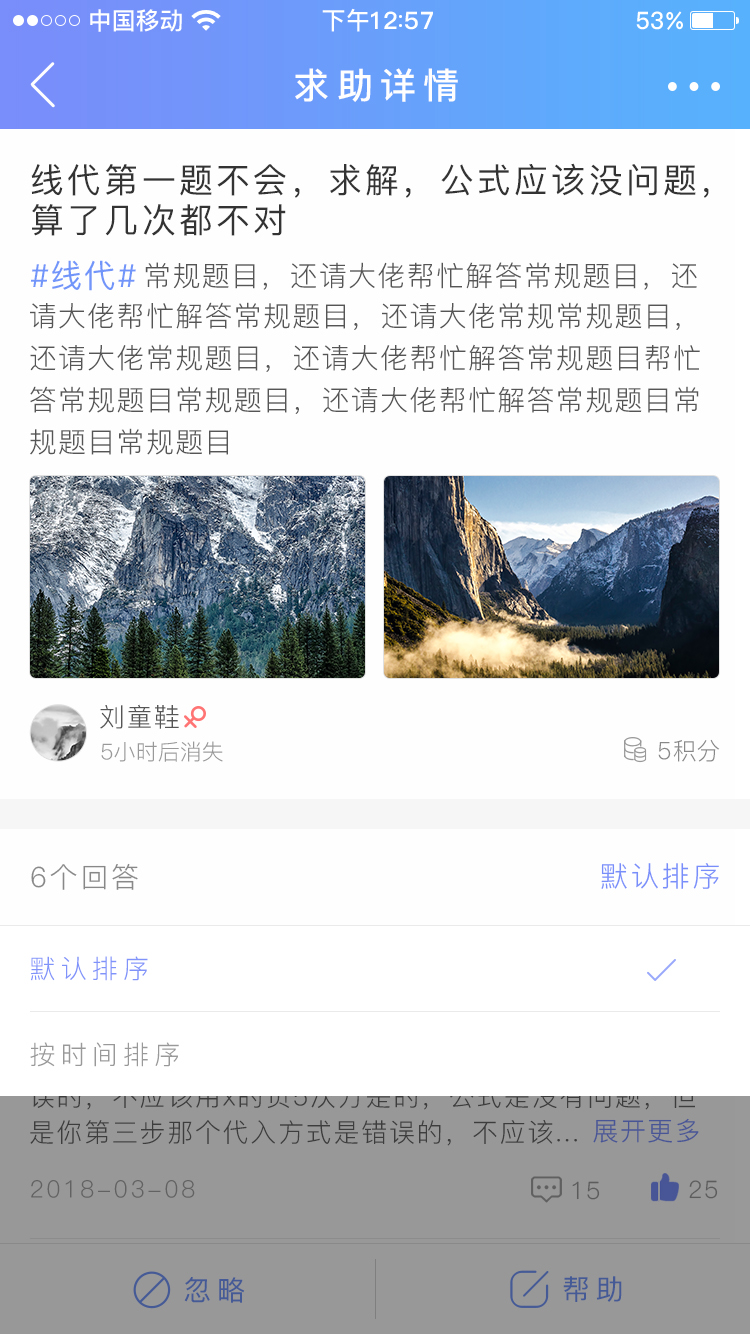 中国移动 下午12:57 53%
求助详情
线代第一题不会，求解，公式应该没问题，
算了几次都不对
#线代# 常规题目，还请大佬帮忙解答常规题目，还
请大佬帮忙解答常规题目，还请大佬常规常规题目，
还请大佬常规题目，还请大佬帮忙解答常规题目帮忙
答常规题目常规题目，还请大佬帮忙解答常规题目常
规题目常规题目
刘童鞋
5小时后消失
5积分
6个回答 默认排序
默认排序
按时间排序
误的，不应该用x的负5次方是的，公式是没有问题，但
是你第三步那个代入方式是错误的，不应该... 展开更多
2018-03-08 15 25
忽略 帮助